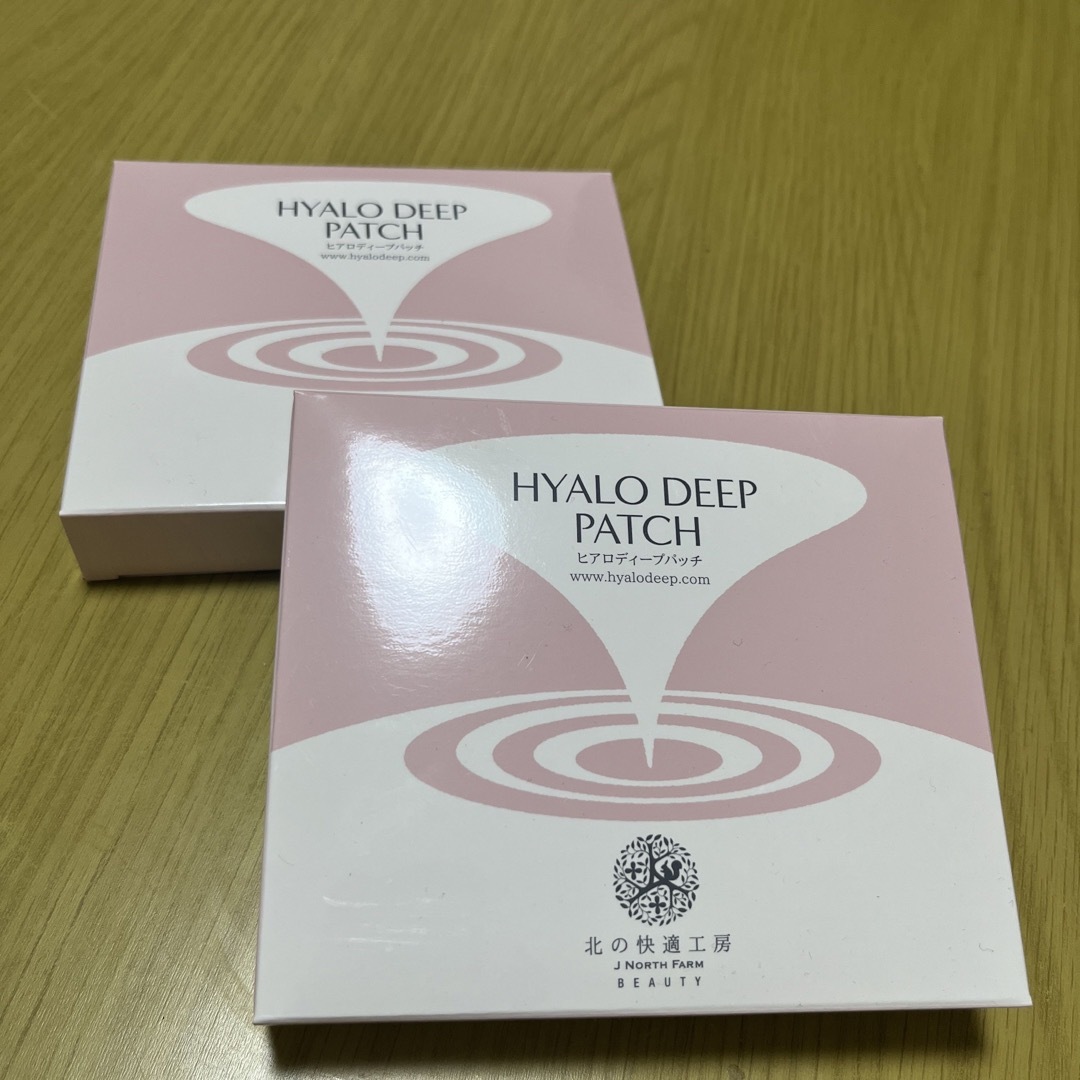 HYALO DEEP
PATCH
ヒアロディープパッチ
www.hyalodeep.com
HYALO DEEP
PATCH
ヒアロディープパッチ
www.hyalodeep.com
北の快適工房
J NORTH FARM
BEAUTY